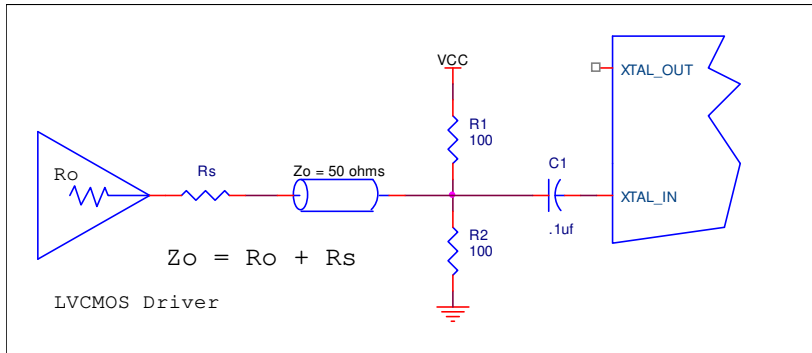 VCC
XTAL_OUT
R1
100
Ro
Rs
Zo = 50 ohms
C1
XTAL_IN
.1uf
R2
100
Zo = Ro + Rs
LVCMOS Driver